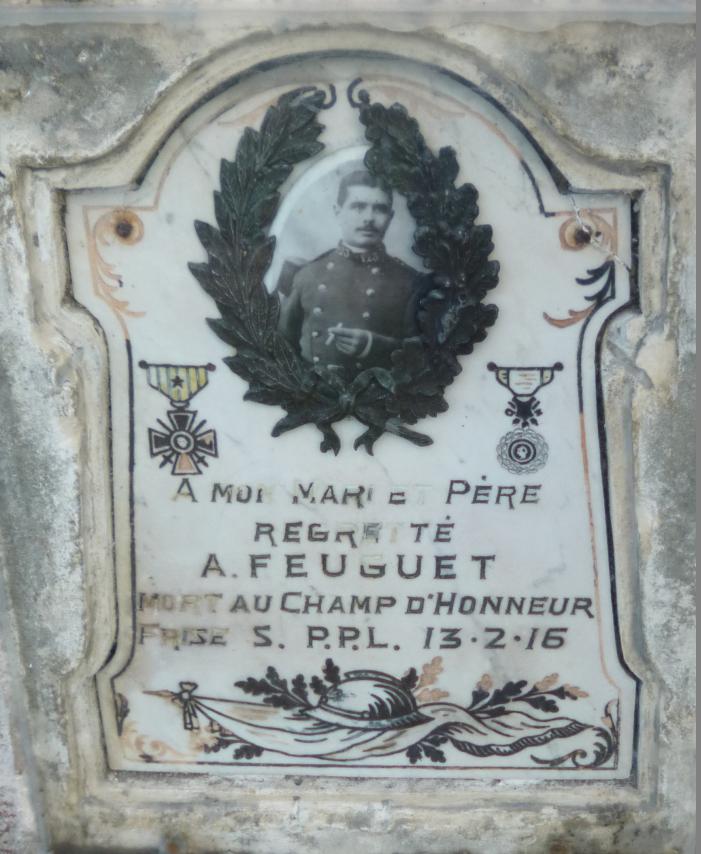 A MON MARI ET PÈRE
REGRETTÉ
A. FEUGUET
MORT AU CHAMP D'HONNEUR
FRISE S. P.P.L. 13·2·16